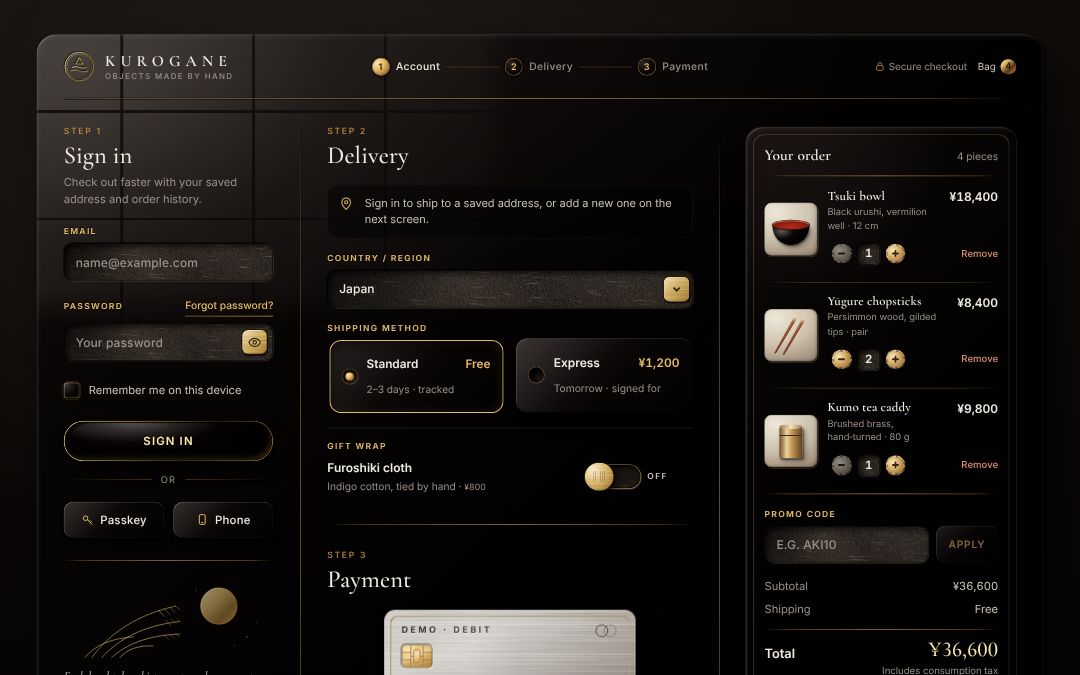 KUROGANE
OBJECTS MADE BY HAND
1 Account
2 Delivery
3 Payment
Secure checkout
Bag 4
STEP 1
Sign in
Check out faster with your saved
address and order history.
EMAIL
name@example.com
PASSWORD
Forgot password?
Your password
Remember me on this device
SIGN IN
OR
Passkey
Phone
STEP 2
Delivery
Sign in to ship to a saved address, or add a new one on the
next screen.
COUNTRY / REGION
Japan
SHIPPING METHOD
Standard
Free
2–3 days · tracked
Express
¥1,200
Tomorrow · signed for
GIFT WRAP
Furoshiki cloth
Indigo cotton, tied by hand · ¥800
OFF
STEP 3
Payment
DEMO · DEBIT
Your order
4 pieces
Tsuki bowl
¥18,400
Black urushi, vermilion
well · 12 cm
1
Remove
Yūgure chopsticks
¥8,400
Persimmon wood, gilded
tips · pair
2
Remove
Kumo tea caddy
¥9,800
Brushed brass,
hand-turned · 80 g
1
Remove
PROMO CODE
E.G. AKI10
APPLY
Subtotal
¥36,600
Shipping
Free
Total
¥36,600
Includes consumption tax